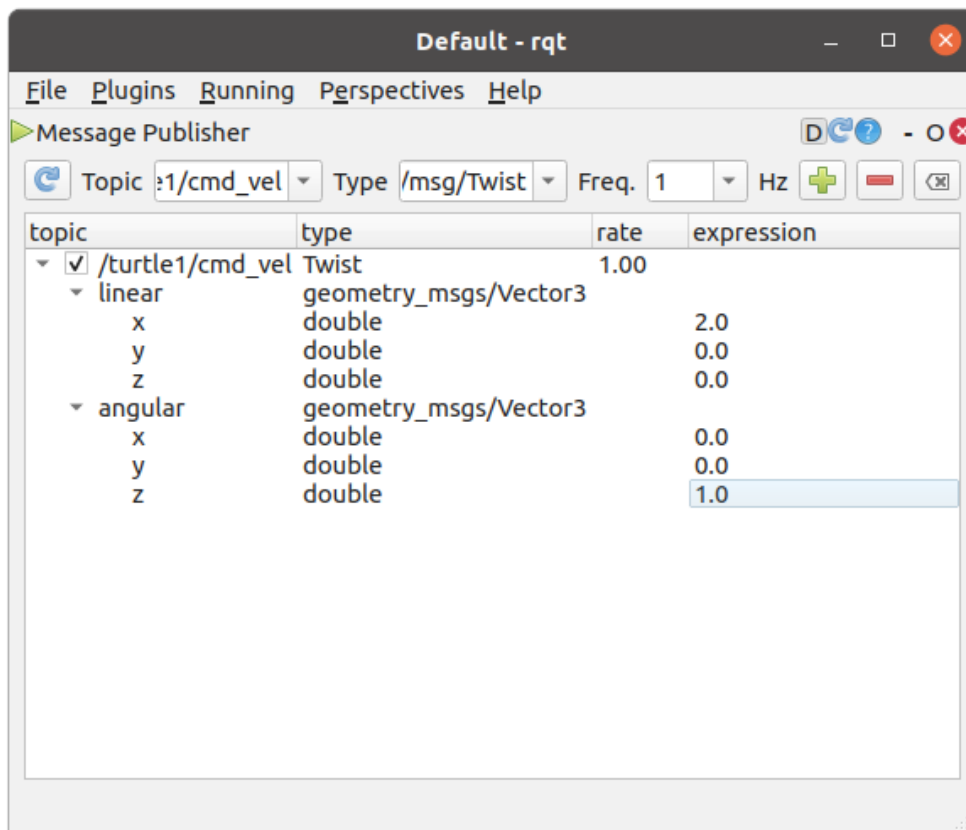 Default - rqt
File Plugins Running Perspectives Help
Message Publisher D ? - O
Topic e1/cmd_vel Type /msg/Twist Freq. 1 Hz
topic type rate expression
/turtle1/cmd_vel Twist 1.00
linear geometry_msgs/Vector3
x double 2.0
y double 0.0
z double 0.0
angular geometry_msgs/Vector3
x double 0.0
y double 0.0
z double 1.0